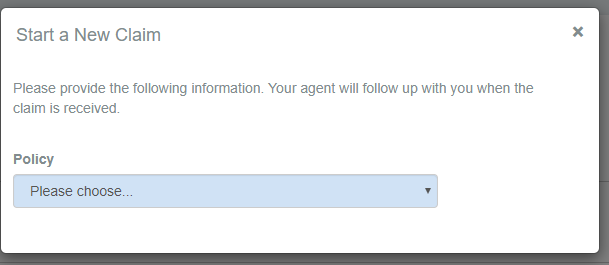 Start a New Claim
×
Please provide the following information. Your agent will follow up with you when the
claim is received.
Policy
Please choose...